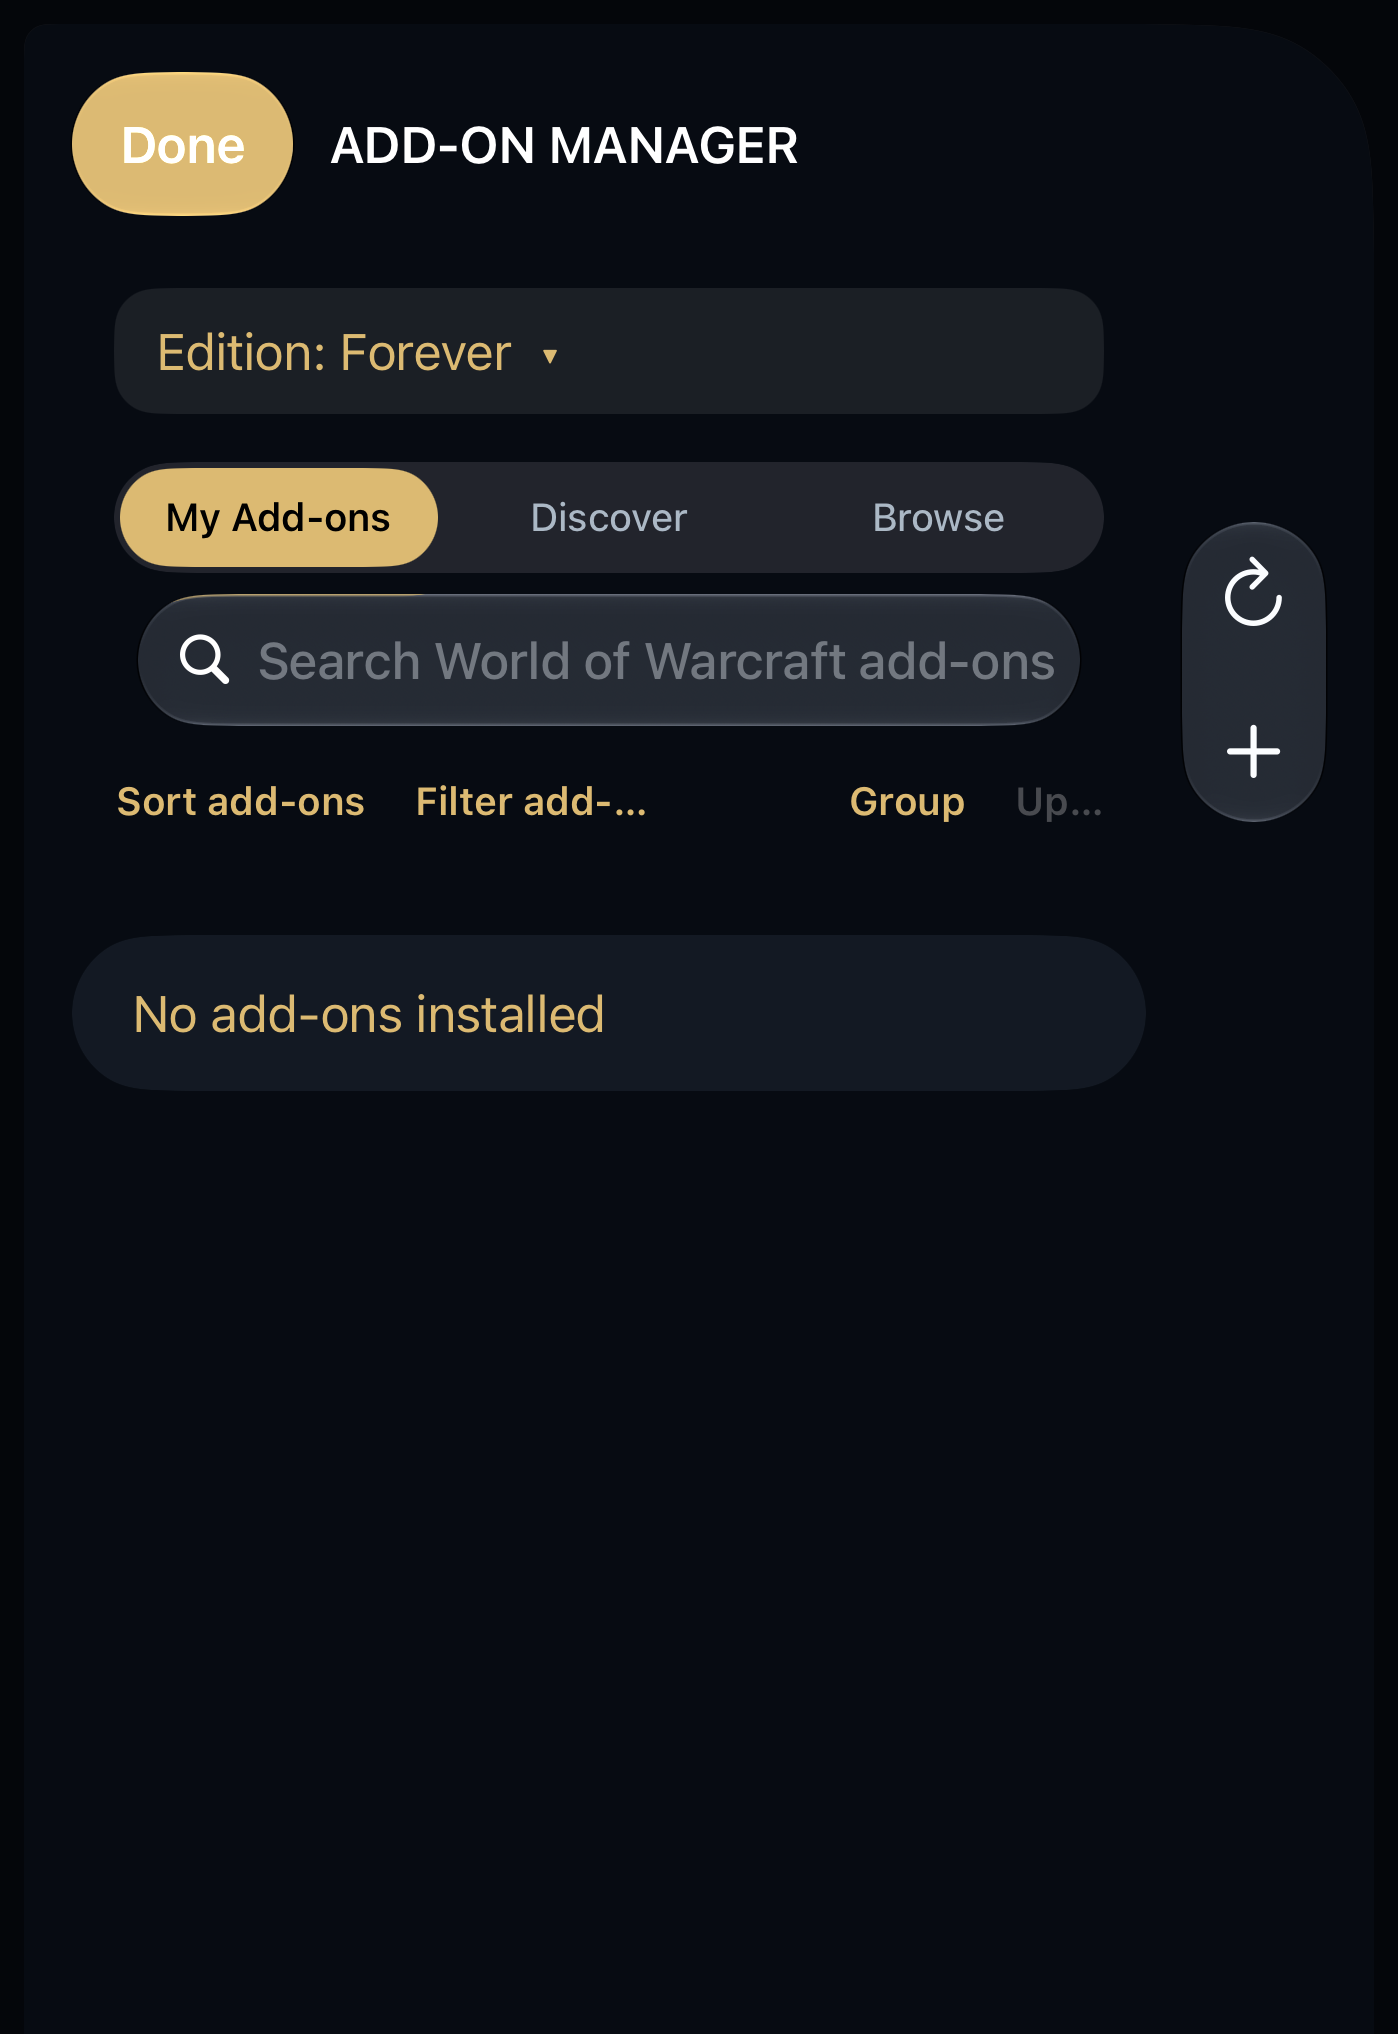 Done ADD-ON MANAGER
Edition: Forever ▾
My Add-ons Discover Browse
Search World of Warcraft add-ons
Sort add-ons Filter add-... Group Up...
No add-ons installed